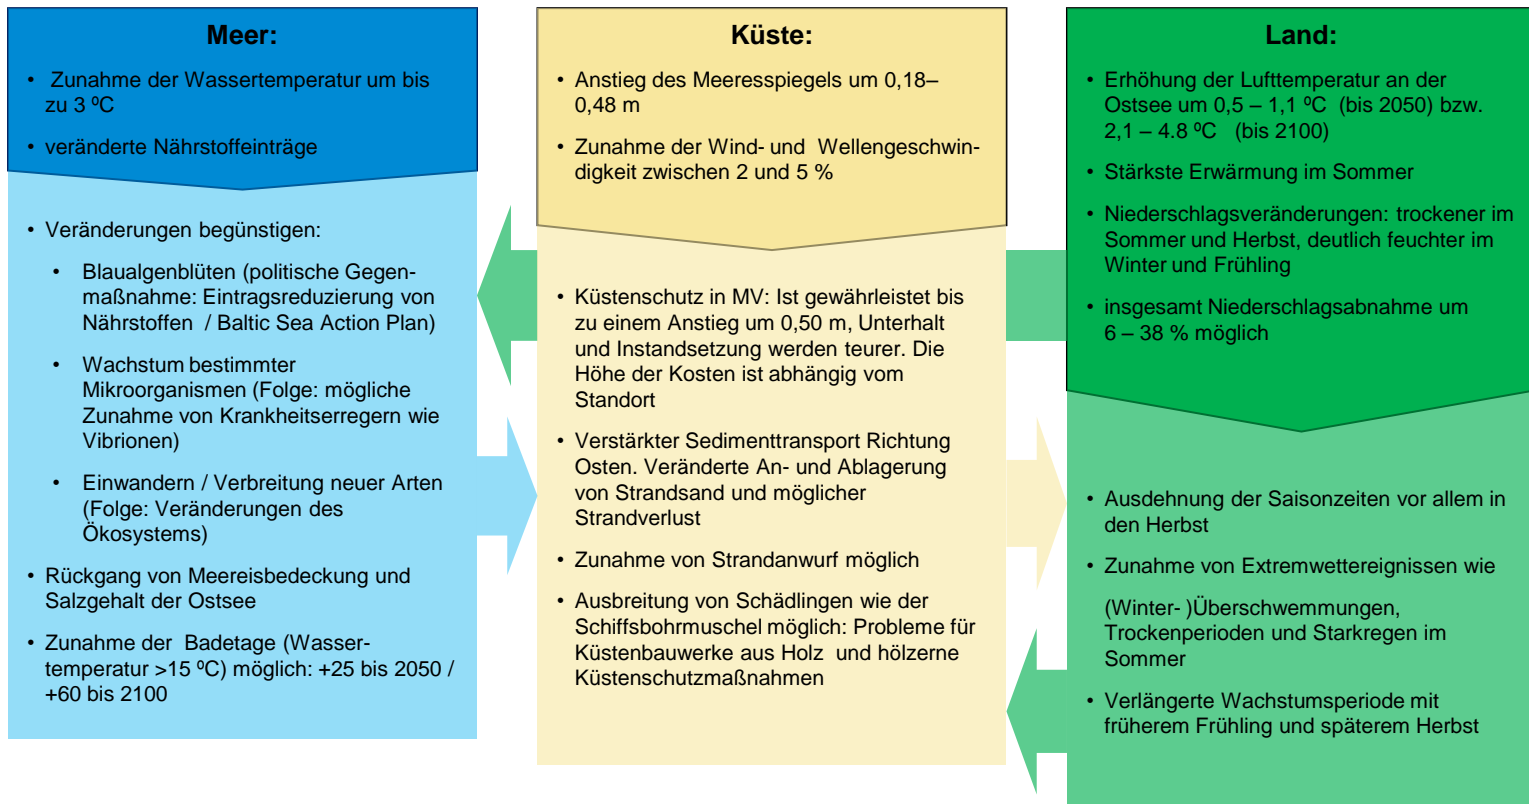 Meer:
• Zunahme der Wassertemperatur um bis
zu 3 ºC
• veränderte Nährstoffeinträge
• Veränderungen begünstigen:
• Blaualgenblüten (politische Gegen-
maßnahme: Eintragsreduzierung von
Nährstoffen / Baltic Sea Action Plan)
• Wachstum bestimmter
Mikroorganismen (Folge: mögliche
Zunahme von Krankheitserregern wie
Vibrionen)
• Einwandern / Verbreitung neuer Arten
(Folge: Veränderungen des
Ökosystems)
• Rückgang von Meereisbedeckung und
Salzgehalt der Ostsee
• Zunahme der Badetage (Wasser-
temperatur >15 ºC) möglich: +25 bis 2050 /
+60 bis 2100
Küste:
• Anstieg des Meeresspiegels um 0,18–
0,48 m
• Zunahme der Wind- und Wellengeschwin-
digkeit zwischen 2 und 5 %
• Küstenschutz in MV: Ist gewährleistet bis
zu einem Anstieg um 0,50 m, Unterhalt
und Instandsetzung werden teurer. Die
Höhe der Kosten ist abhängig vom
Standort
• Verstärkter Sedimenttransport Richtung
Osten. Veränderte An- und Ablagerung
von Strandsand und möglicher
Strandverlust
• Zunahme von Strandanwurf möglich
• Ausbreitung von Schädlingen wie der
Schiffsbohrmuschel möglich: Probleme für
Küstenbauwerke aus Holz und hölzerne
Küstenschutzmaßnahmen
Land:
• Erhöhung der Lufttemperatur an der
Ostsee um 0,5 – 1,1 ºC (bis 2050) bzw.
2,1 – 4.8 ºC (bis 2100)
• Stärkste Erwärmung im Sommer
• Niederschlagsveränderungen: trockener im
Sommer und Herbst, deutlich feuchter im
Winter und Frühling
• insgesamt Niederschlagsabnahme um
6 – 38 % möglich
• Ausdehnung der Saisonzeiten vor allem in
den Herbst
• Zunahme von Extremwettereignissen wie
(Winter- )Überschwemmungen,
Trockenperioden und Starkregen im
Sommer
• Verlängerte Wachstumsperiode mit
früherem Frühling und späterem Herbst